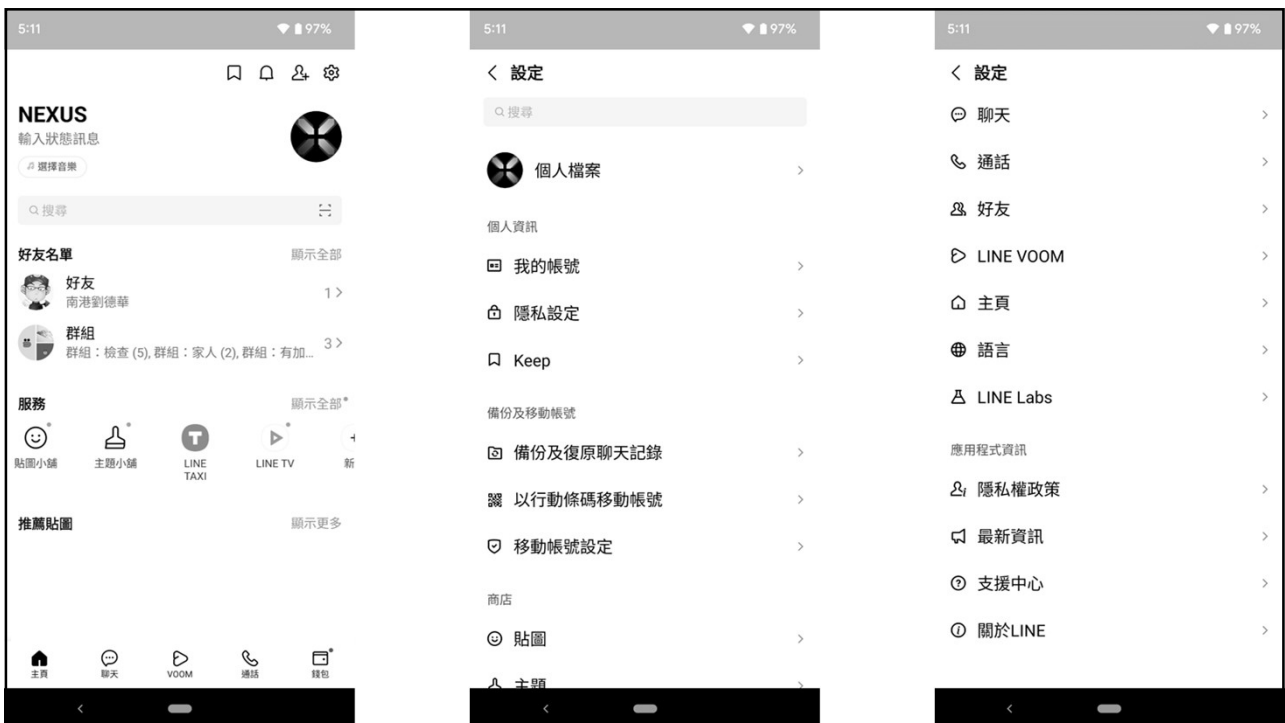 5:11
97%
NEXUS
輸入狀態訊息
選擇音樂
搜尋
好友名單
顯示全部
好友
南港劉德華
1
群組
群組：檢查 (5), 群組：家人 (2), 群組：有加...
3
服務
顯示全部
貼圖小舖
主題小舖
LINE
TAXI
LINE TV
新
推薦貼圖
顯示更多
主頁
聊天
VOOM
通話
錢包
5:11
97%
設定
搜尋
個人檔案
個人資訊
我的帳號
隱私設定
Keep
備份及移動帳號
備份及復原聊天記錄
以行動條碼移動帳號
移動帳號設定
商店
貼圖
主題
5:11
97%
設定
聊天
通話
好友
LINE VOOM
主頁
語言
LINE Labs
應用程式資訊
隱私權政策
最新資訊
支援中心
關於LINE